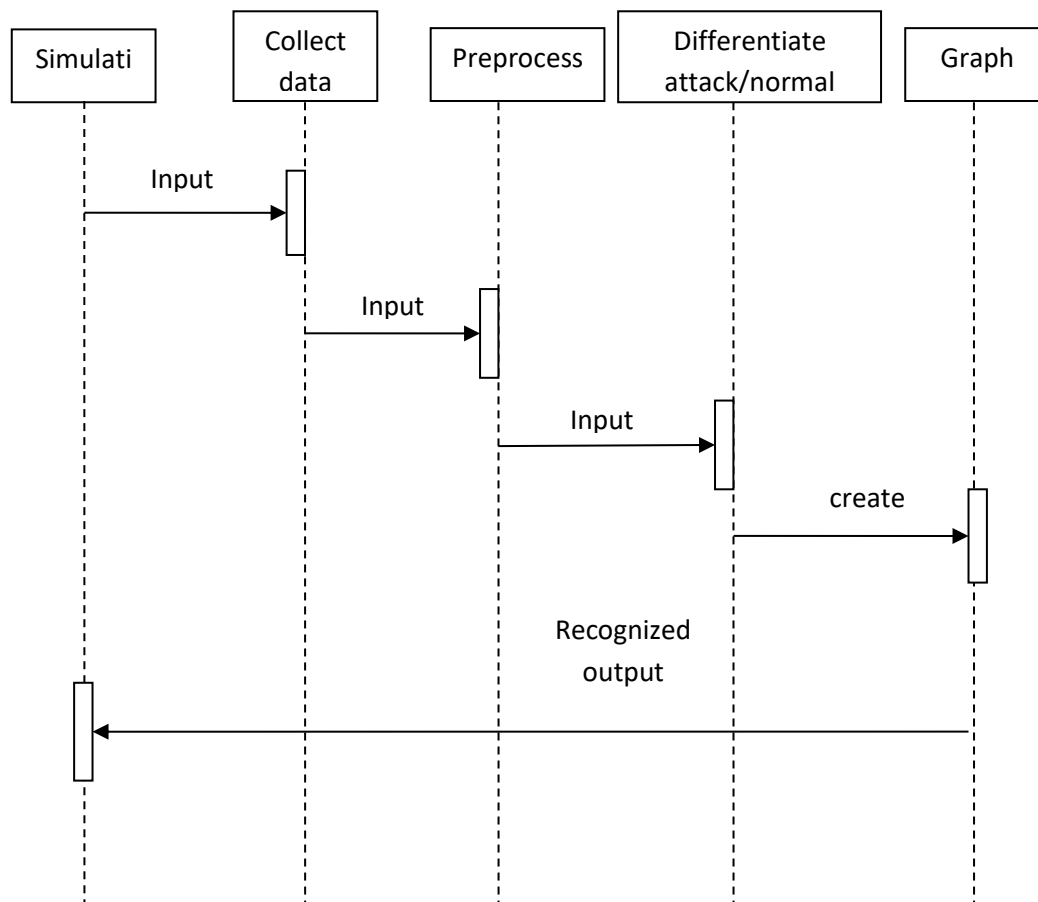 Simulati
Collect
data
Preprocess
Differentiate
attack/normal
Graph
Input
Input
Input
create
Recognized
output